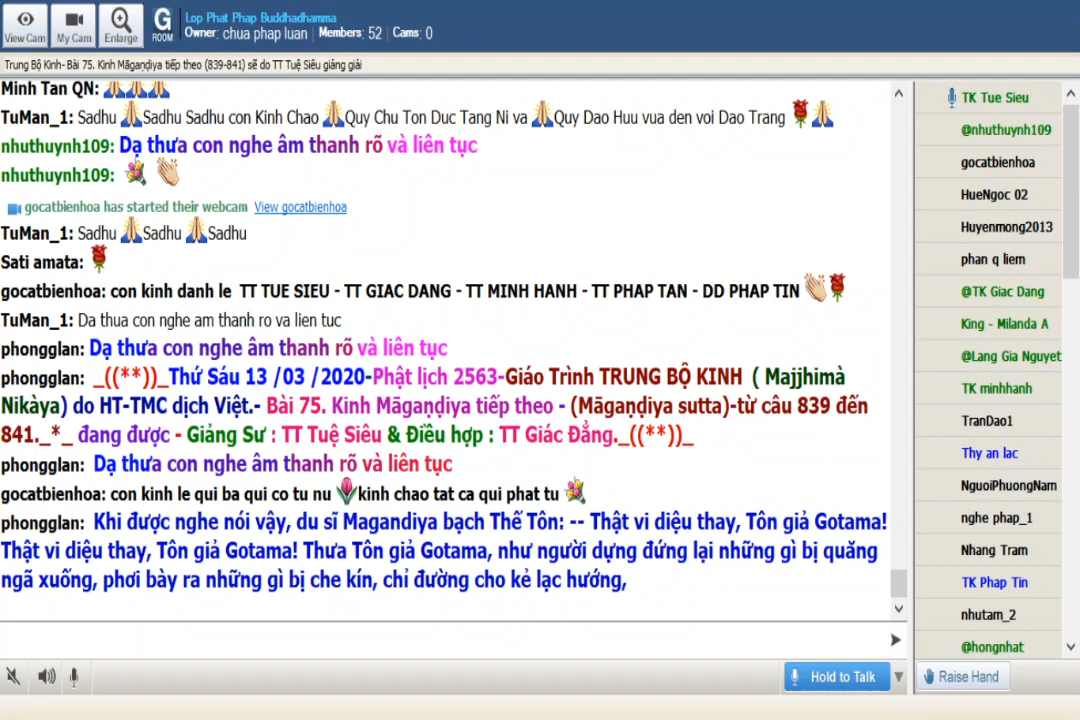 View Cam
My Cam
Enlarge
G ROOM
Lop Phat Phap Buddhadhamma
Owner: chua phap luan | Members: 52 | Cams: 0
Trung Bộ Kinh- Bài 75. Kinh Māgaṇḍiya tiếp theo (839-841) sẽ do TT Tuệ Siêu giảng giải
Minh Tan QN:
TuMan_1: Sadhu Sadhu Sadhu con Kinh Chao Quy Chu Ton Duc Tang Ni va Quy Dao Huu vua den voi Dao Trang
nhuthuynh109: Dạ thưa con nghe âm thanh rõ và liên tục
nhuthuynh109:
gocatbienhoa has started their webcam View gocatbienhoa
TuMan_1: Sadhu Sadhu Sadhu
Sati amata:
gocatbienhoa: con kinh danh le TT TUE SIEU - TT GIAC DANG - TT MINH HANH - TT PHAP TAN - DD PHAP TIN
TuMan_1: Da thua con nghe am thanh ro va lien tuc
phongglan: Dạ thưa con nghe âm thanh rõ và liên tục
phongglan: _((**))_Thứ Sáu 13 /03 /2020-Phật lịch 2563-Giáo Trình TRUNG BỘ KINH ( Majjhimà
Nikàya) do HT-TMC dịch Việt.- Bài 75. Kinh Māgaṇḍiya tiếp theo - (Māgaṇḍiya sutta)-từ câu 839 đến
841._*_ đang được - Giảng Sư : TT Tuệ Siêu & Điều hợp : TT Giác Đẳng._((**))_
phongglan: Dạ thưa con nghe âm thanh rõ và liên tục
gocatbienhoa: con kinh le qui ba qui co tu nu kinh chao tat ca qui phat tu
phongglan: Khi được nghe nói vậy, du sĩ Magandiya bạch Thế Tôn: -- Thật vi diệu thay, Tôn giả Gotama!
Thật vi diệu thay, Tôn giả Gotama! Thưa Tôn giả Gotama, như người dựng đứng lại những gì bị quăng
ngã xuống, phơi bày ra những gì bị che kín, chỉ đường cho kẻ lạc hướng,
TK Tue Sieu
@nhuthuynh109
gocatbienhoa
HueNgoc 02
Huyenmong2013
phan q liem
@TK Giac Dang
King - Milanda A
@Lang Gia Nguyet
TK minhhanh
TranDao1
Thy an lac
NguoiPhuongNam
nghe phap_1
Nhang Tram
TK Phap Tin
nhutam_2
@hongnhat
Hold to Talk
Raise Hand